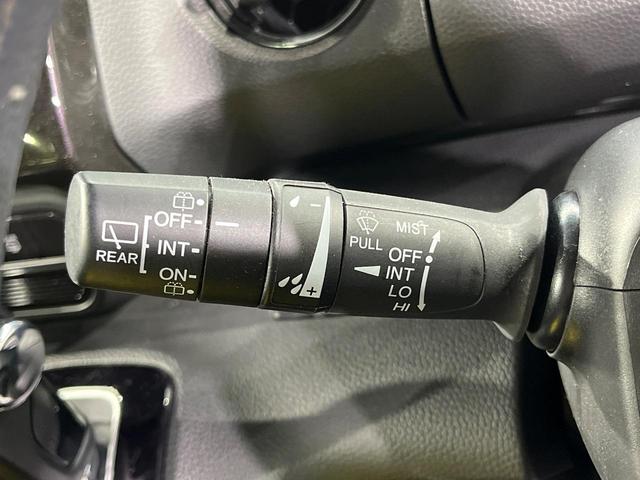 REAR
OFF
INT
ON
- 
+
PULL
MIST
OFF
INT
LO
HI